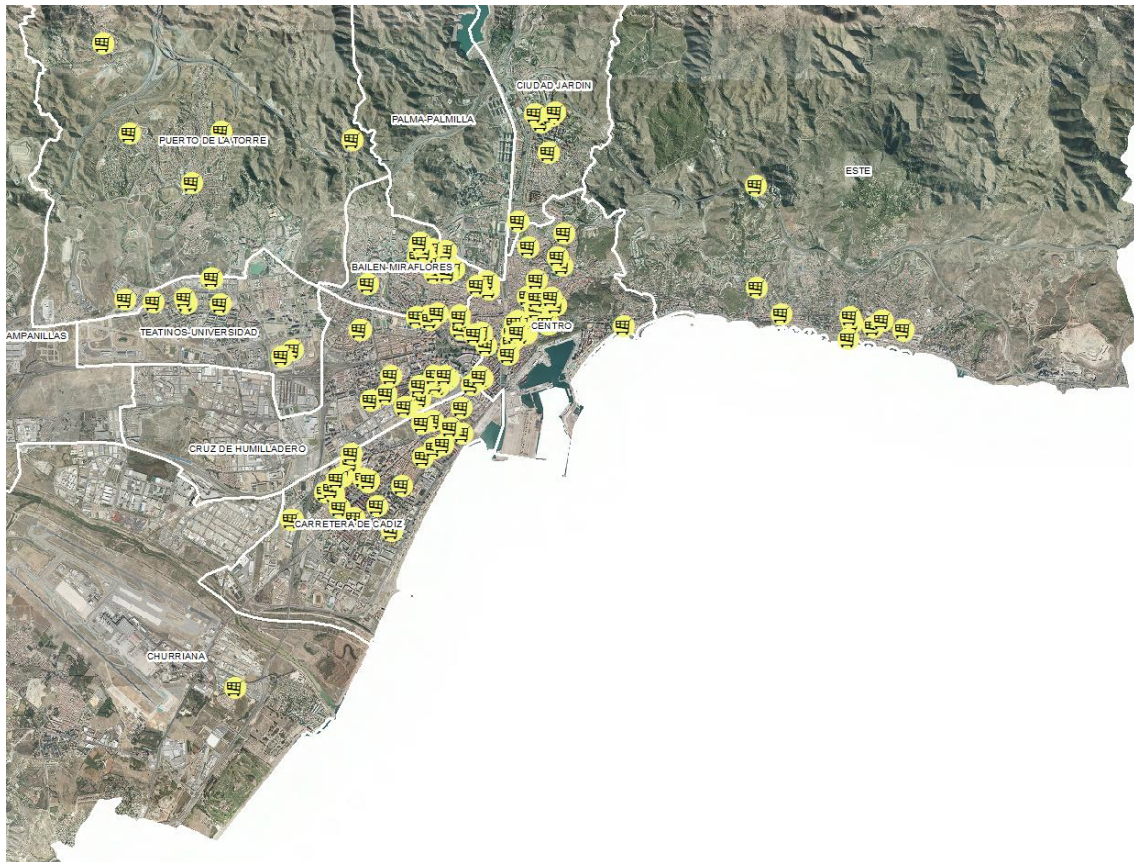 CIUDAD JARDIN
PALMA-PALMILLA
PUERTO DE LA TORRE
ESTE
BAILEN-MIRAFLORES
TEATINOS-UNIVERSIDAD
CENTRO
AMPANILLAS
CRUZ DE HUMILLADERO
CARRETERA DE CADIZ
CHURRIANA